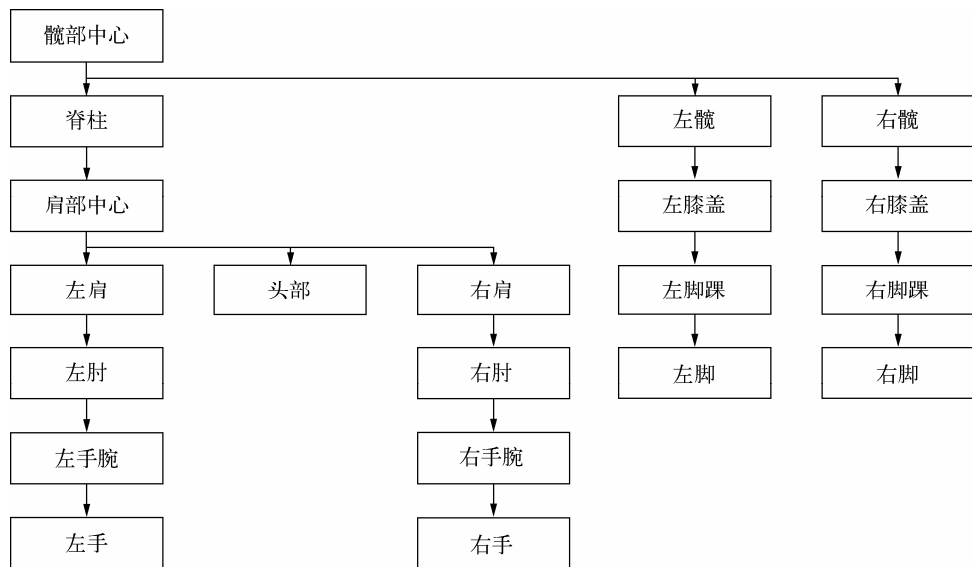 髋部中心
脊柱
左髋
右髋
肩部中心
左膝盖
右膝盖
左肩
头部
右肩
左脚踝
右脚踝
左肘
右肘
左脚
右脚
左手腕
右手腕
左手
右手